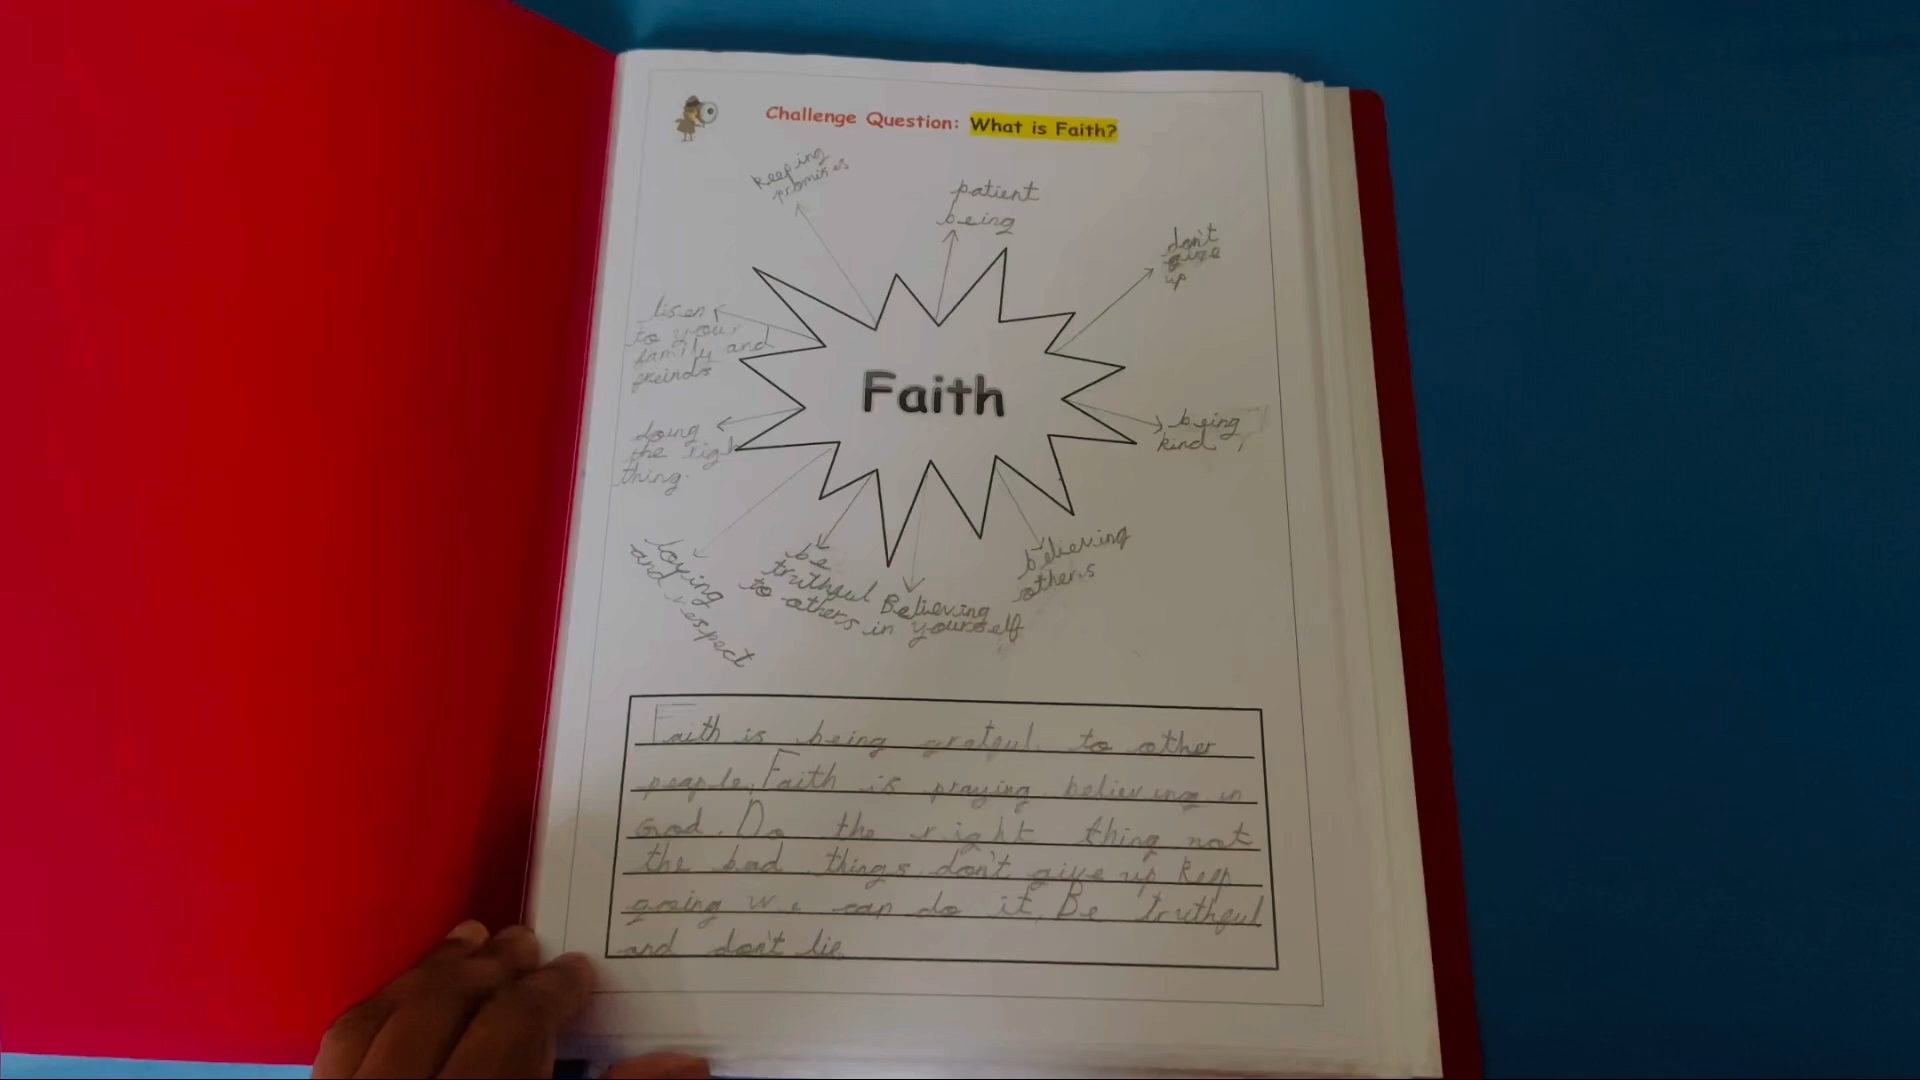 Challenge Question: What is Faith?
keeping
promises
patient
being
don't
give
up
listen
to your
family and
freinds
Faith
being
kind
doing
the righ
thing.
loving
and respect
be
truthful
to others
Believing
in yourself
believing
others
Faith is being gratful to other
people. Faith is praying believing in
God. Do the right thing not
the bad things don't give up keep
going we can do it. Be truthful
and don't lie